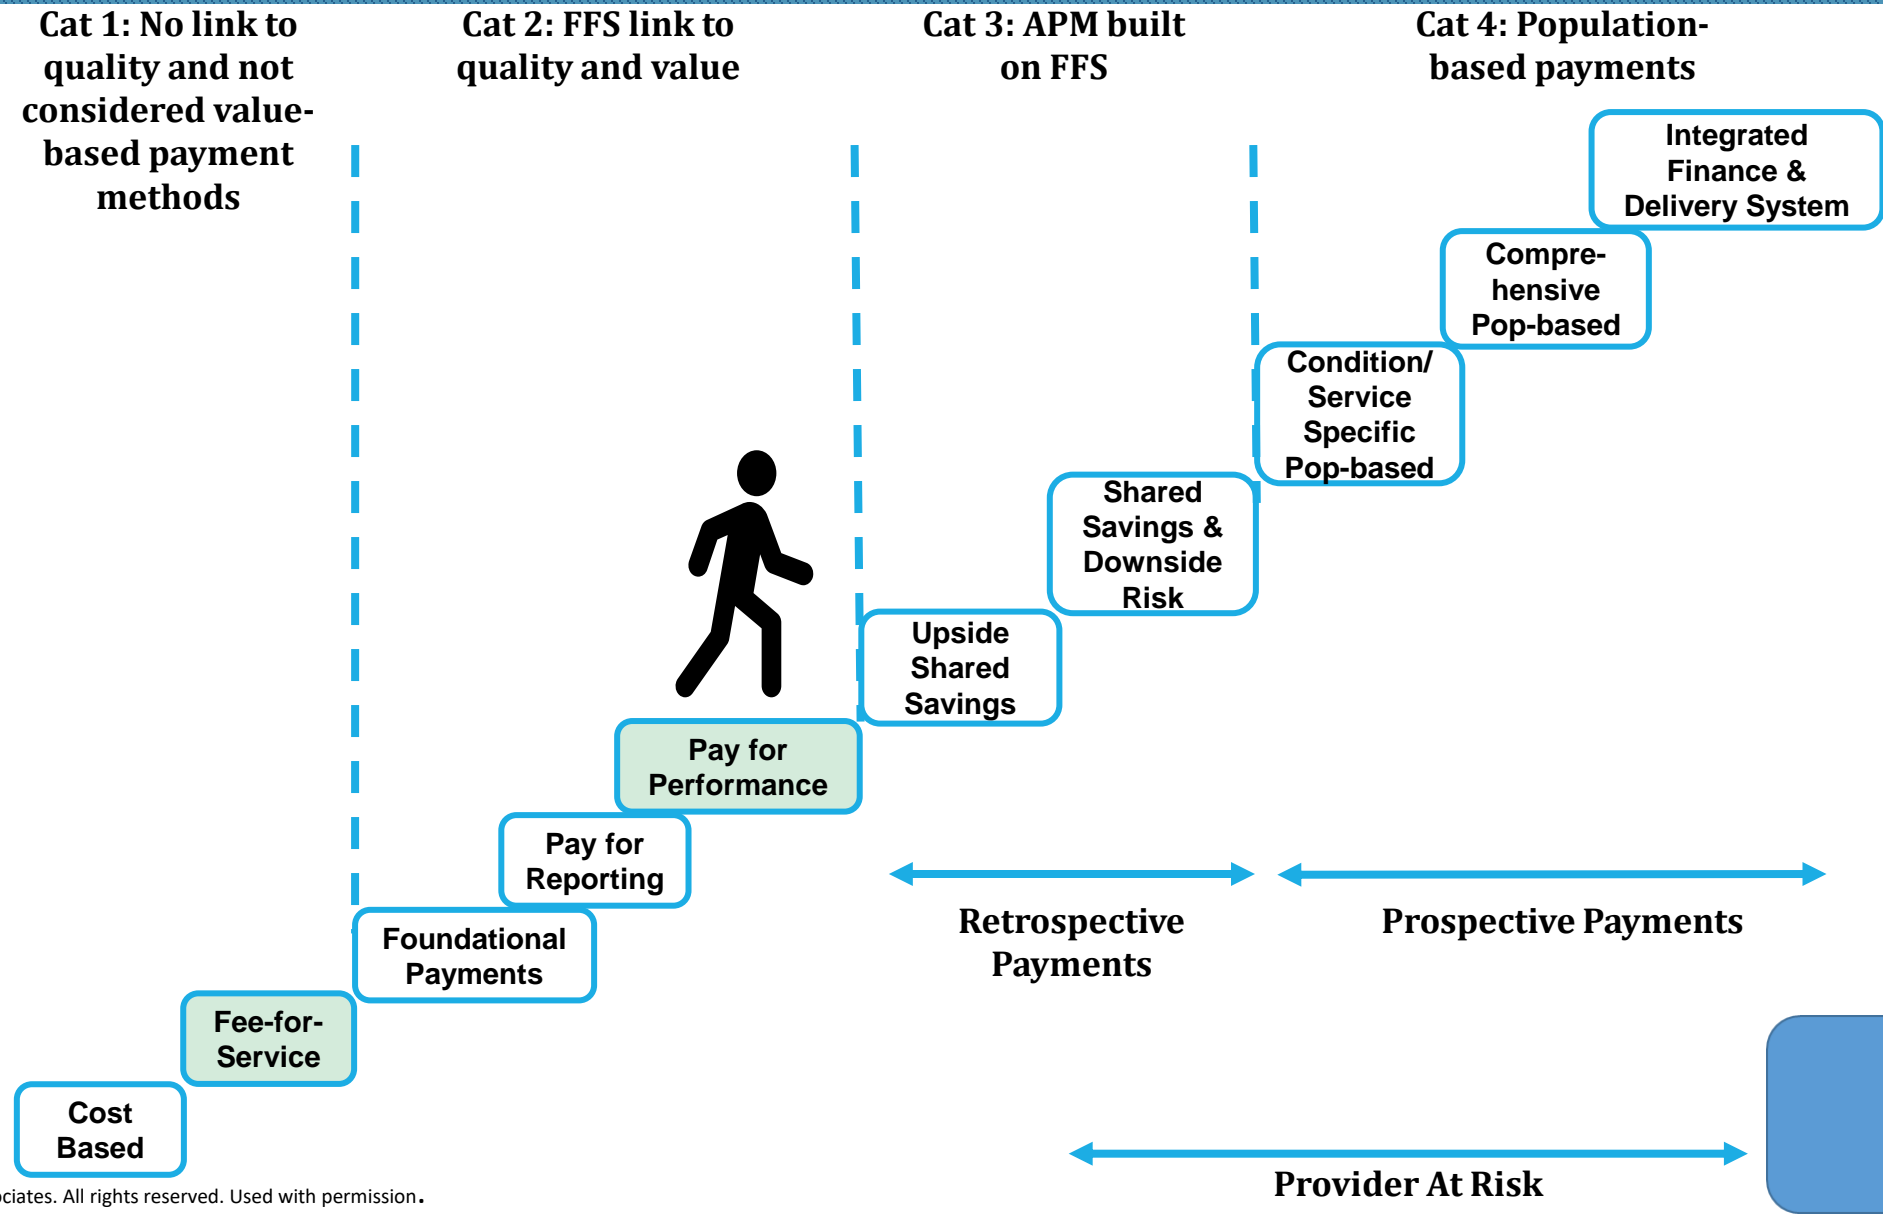 Cat 1: No link to
quality and not
considered value-
based payment
methods
Cat 2: FFS link to
quality and value
Cat 3: APM built
on FFS
Cat 4: Population-
based payments
Integrated
Finance &
Delivery System
Compre-
hensive
Pop-based
Condition/
Service
Specific
Pop-based
Shared
Savings &
Downside
Risk
Upside
Shared
Savings
Pay for
Performance
Pay for
Reporting
Foundational
Payments
Fee-for-
Service
Cost
Based
Retrospective
Payments
Prospective Payments
Provider At Risk
ociates. All rights reserved. Used with permission.